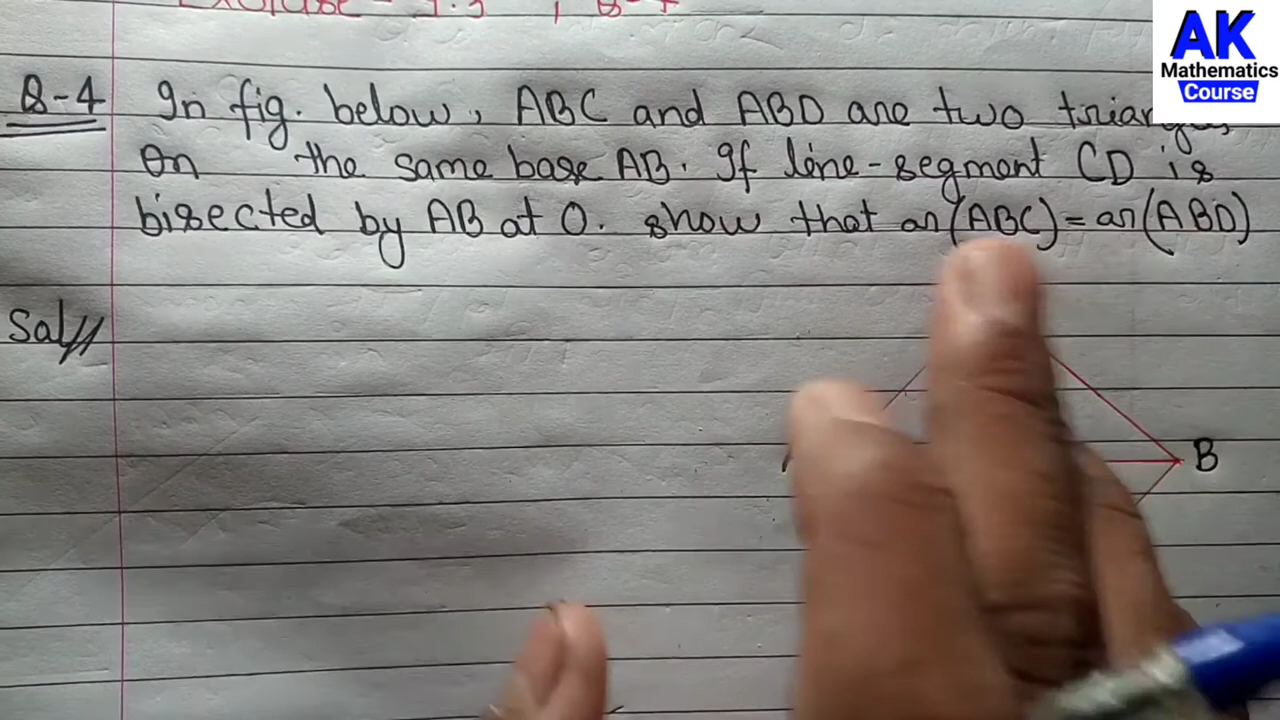 AK
Mathematics
Course
Q-4 In fig. below, ABC and ABD are two
on the same base AB. If line-segment CD is
bisected by AB at O. show that ar(ABC) = ar(ABD)
Sol//
B